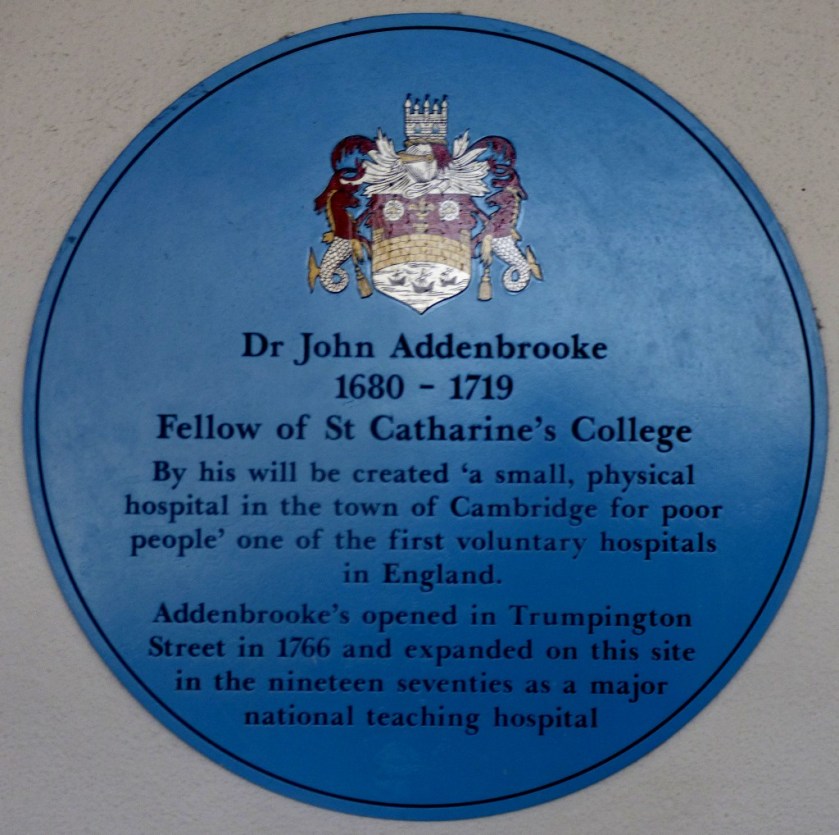 Dr John Addenbrooke
1680 - 1719
Fellow of St Catharine's College
By his will be created 'a small, physical
hospital in the town of Cambridge for poor
people' one of the first voluntary hospitals
in England.
Addenbrooke's opened in Trumpington
Street in 1766 and expanded on this site
in the nineteen seventies as a major
national teaching hospital